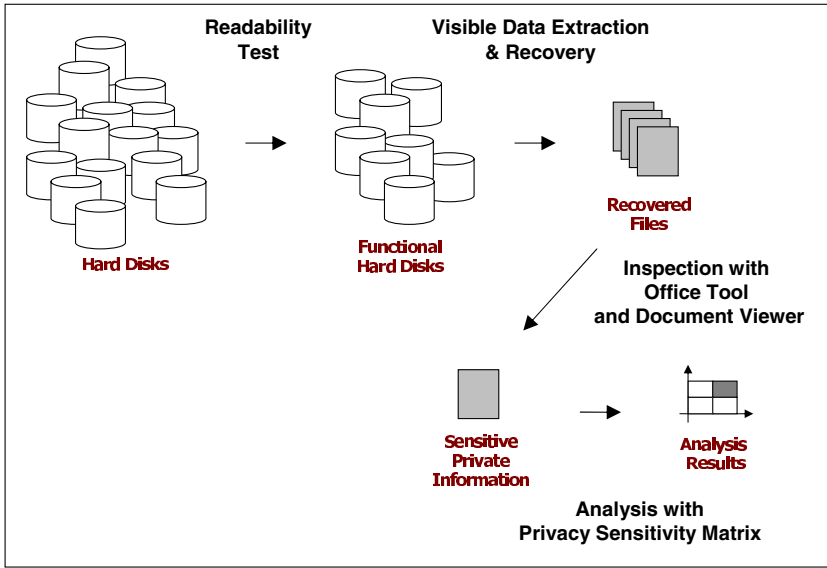 Readability
Test
Visible Data Extraction
& Recovery
Hard Disks
Functional
Hard Disks
Recovered
Files
Inspection with
Office Tool
and Document Viewer
Sensitive
Private
Information
Analysis
Results
Analysis with
Privacy Sensitivity Matrix